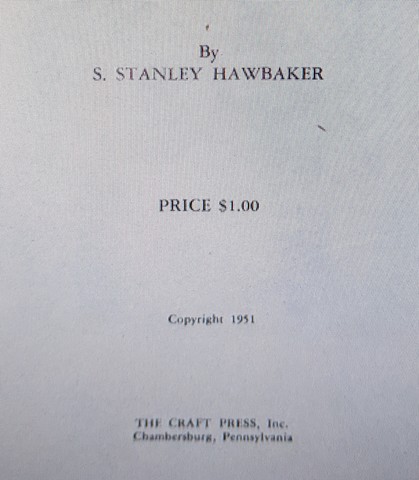 By
S. STANLEY HAWBAKER
PRICE $1.00
Copyright 1951
THE CRAFT PRESS, Inc.
Chambersburg, Pennsylvania